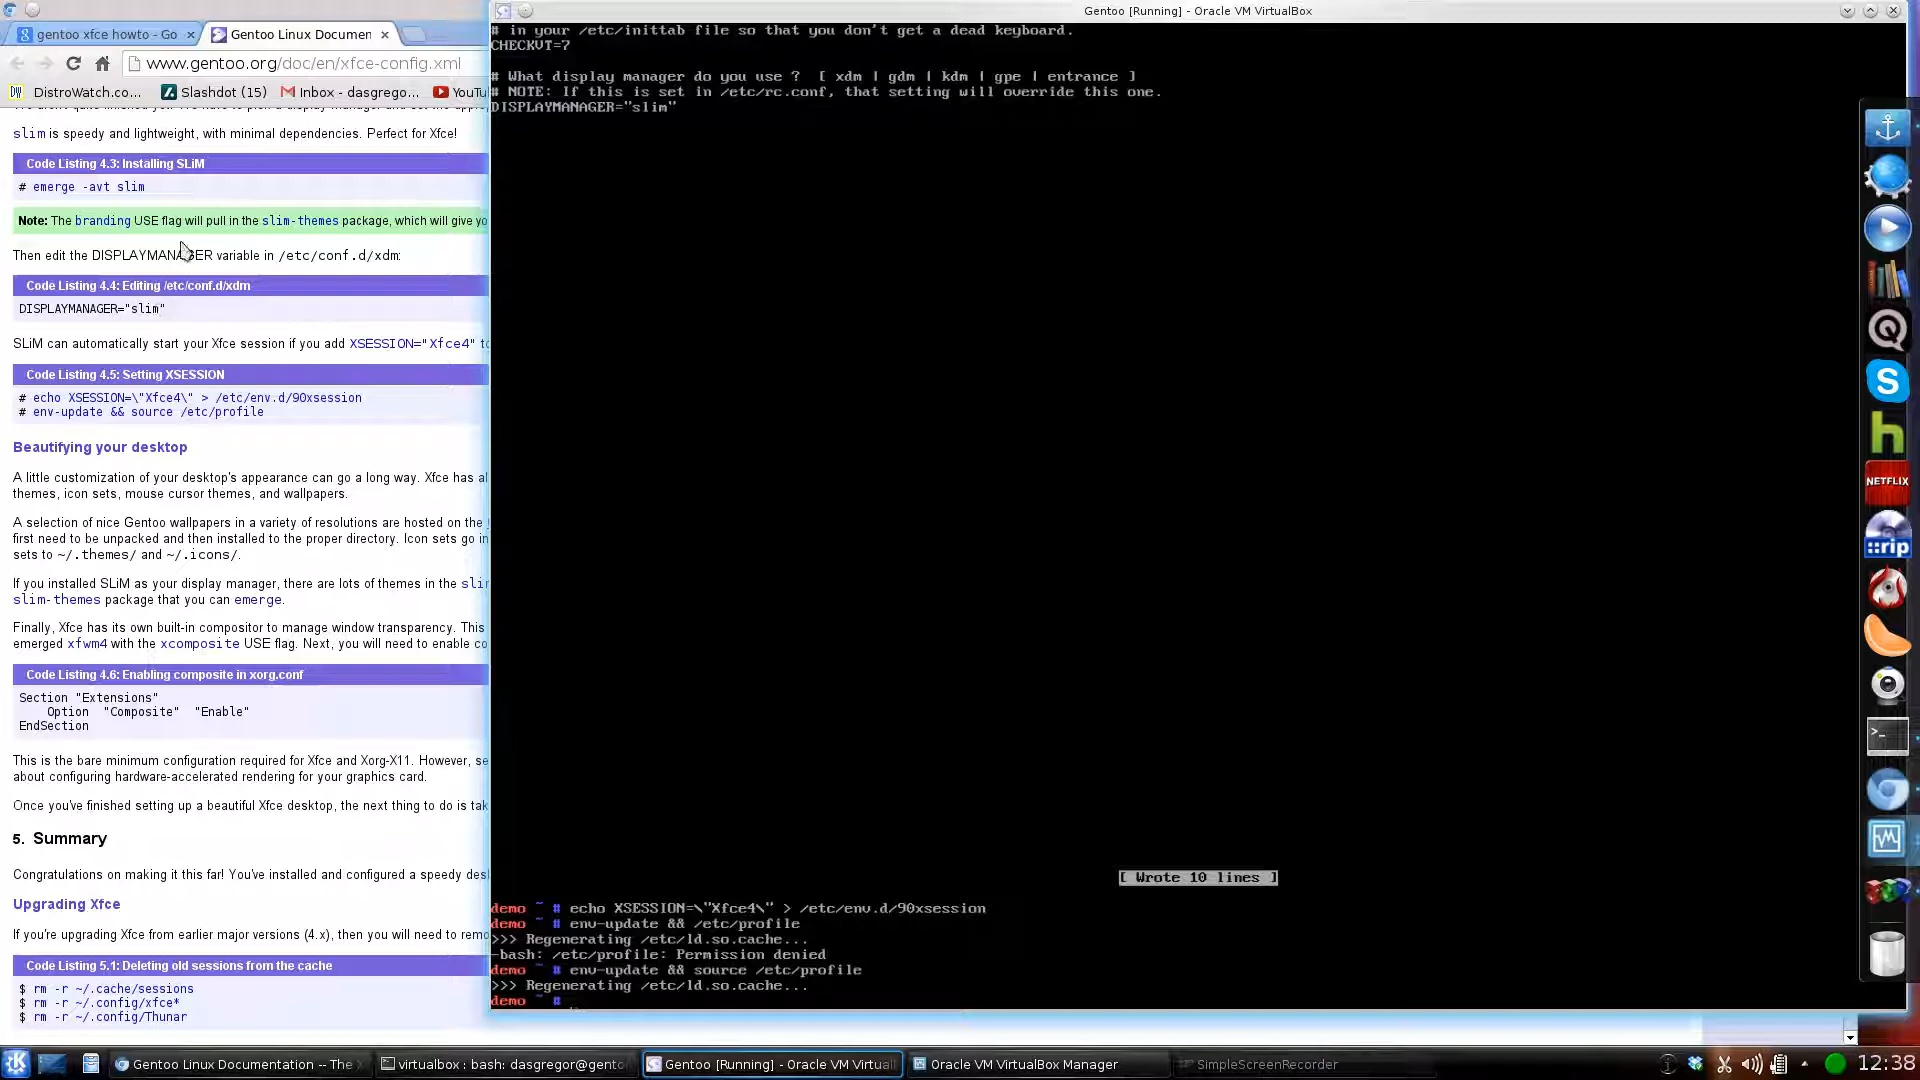 gentoo xfce howto - Go
Gentoo Linux Documen
www.gentoo.org/doc/en/xfce-config.xml
DistroWatch.co...
Slashdot (15)
Inbox - dasgrego...
YouTu
slim is speedy and lightweight, with minimal dependencies. Perfect for Xfce!
Code Listing 4.3: Installing SLiM
# emerge -avt slim
Note: The branding USE flag will pull in the slim-themes package, which will give yo
Then edit the DISPLAYMANAGER variable in /etc/conf.d/xdm:
Code Listing 4.4: Editing /etc/conf.d/xdm
DISPLAYMANAGER="slim"
SLiM can automatically start your Xfce session if you add XSESSION="Xfce4" to
Code Listing 4.5: Setting XSESSION
# echo XSESSION=\"Xfce4\" > /etc/env.d/90xsession
# env-update && source /etc/profile
Beautifying your desktop
A little customization of your desktop's appearance can go a long way. Xfce has al
themes, icon sets, mouse cursor themes, and wallpapers.
A selection of nice Gentoo wallpapers in a variety of resolutions are hosted on the
first need to be unpacked and then installed to the proper directory. Icon sets go in
sets to ~/.themes/ and ~/.icons/.
If you installed SLiM as your display manager, there are lots of themes in the slim
slim-themes package that you can emerge.
Finally, Xfce has its own built-in compositor to manage window transparency. This
emerged xfwm4 with the xcomposite USE flag. Next, you will need to enable co
Code Listing 4.6: Enabling composite in xorg.conf
Section "Extensions"
Option "Composite" "Enable"
EndSection
This is the bare minimum configuration required for Xfce and Xorg-X11. However, se
about configuring hardware-accelerated rendering for your graphics card.
Once you've finished setting up a beautiful Xfce desktop, the next thing to do is tak
5. Summary
Congratulations on making it this far! You've installed and configured a speedy des
Upgrading Xfce
If you're upgrading Xfce from earlier major versions (4.x), then you will need to remo
Code Listing 5.1: Deleting old sessions from the cache
$ rm -r ~/.cache/sessions
$ rm -r ~/.config/xfce*
$ rm -r ~/.config/Thunar
Gentoo [Running] - Oracle VM VirtualBox
# in your /etc/inittab file so that you don't get a dead keyboard.
CHECKVT=7
# What display manager do you use ? [ xdm | gdm | kdm | gpe | entrance ]
# NOTE: If this is set in /etc/rc.conf, that setting will override this one.
DISPLAYMANAGER="slim"
[ Wrote 10 lines ]
demo ~ # echo XSESSION=\"Xfce4\" > /etc/env.d/90xsession
demo ~ # env-update && /etc/profile
>>> Regenerating /etc/ld.so.cache...
-bash: /etc/profile: Permission denied
demo ~ # env-update && source /etc/profile
>>> Regenerating /etc/ld.so.cache...
demo ~ #
NETFLIX
::rip
Gentoo Linux Documentation -- The X
virtualbox : bash: dasgregor@gento
Gentoo [Running] - Oracle VM Virtual
Oracle VM VirtualBox Manager
SimpleScreenRecorder
12:38